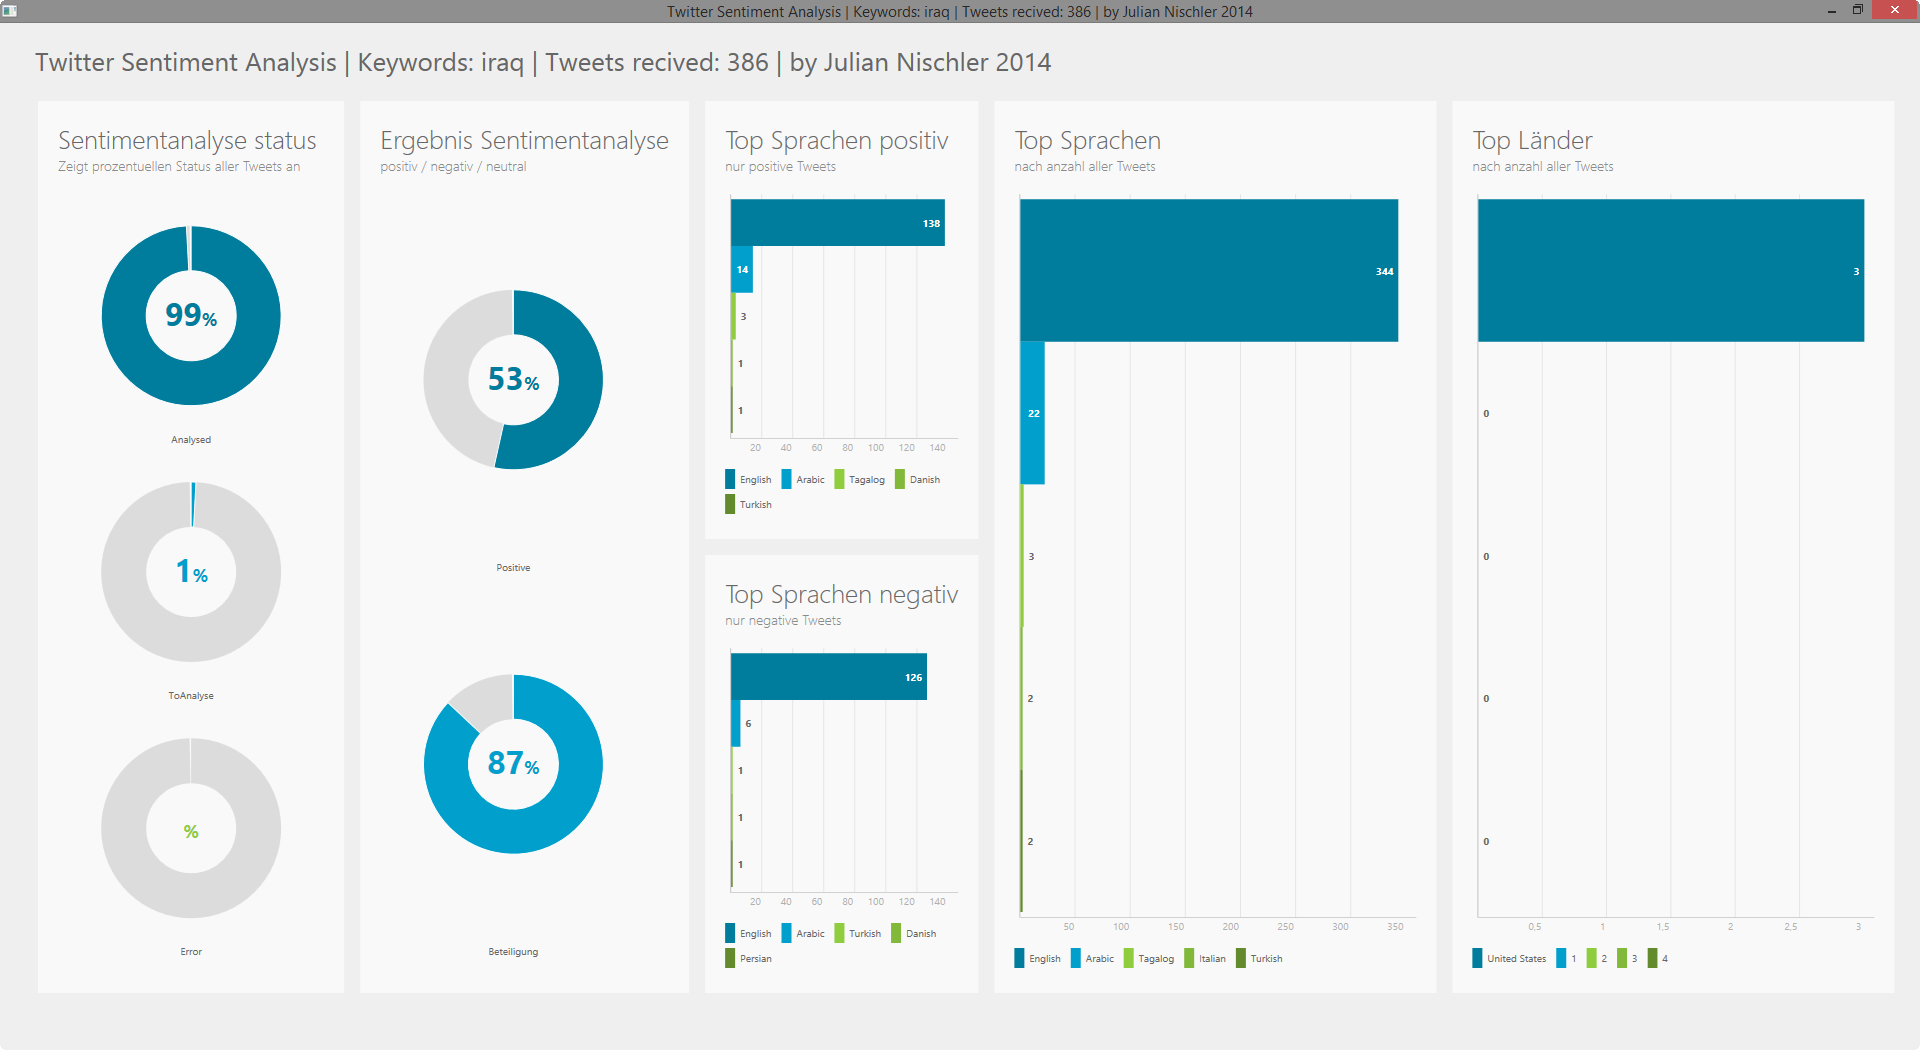 Twitter Sentiment Analysis | Keywords: iraq | Tweets recived: 386 | by Julian Nischler 2014
Twitter Sentiment Analysis | Keywords: iraq | Tweets recived: 386 | by Julian Nischler 2014
Sentimentanalyse status
Zeigt prozentuellen Status aller Tweets an
99%
Analysed
1%
ToAnalyse
%
Error
Ergebnis Sentimentanalyse
positiv / negativ / neutral
53%
Positive
87%
Beteiligung
Top Sprachen positiv
nur positive Tweets
138
14
3
1
1
20 40 60 80 100 120 140
English Arabic Tagalog Danish
Turkish
Top Sprachen negativ
nur negative Tweets
126
6
1
1
1
20 40 60 80 100 120 140
English Arabic Turkish Danish
Persian
Top Sprachen
nach anzahl aller Tweets
344
22
3
2
2
50 100 150 200 250 300 350
English Arabic Tagalog Italian Turkish
Top Länder
nach anzahl aller Tweets
3
0
0
0
0
0,5 1 1,5 2 2,5 3
United States 1 2 3 4